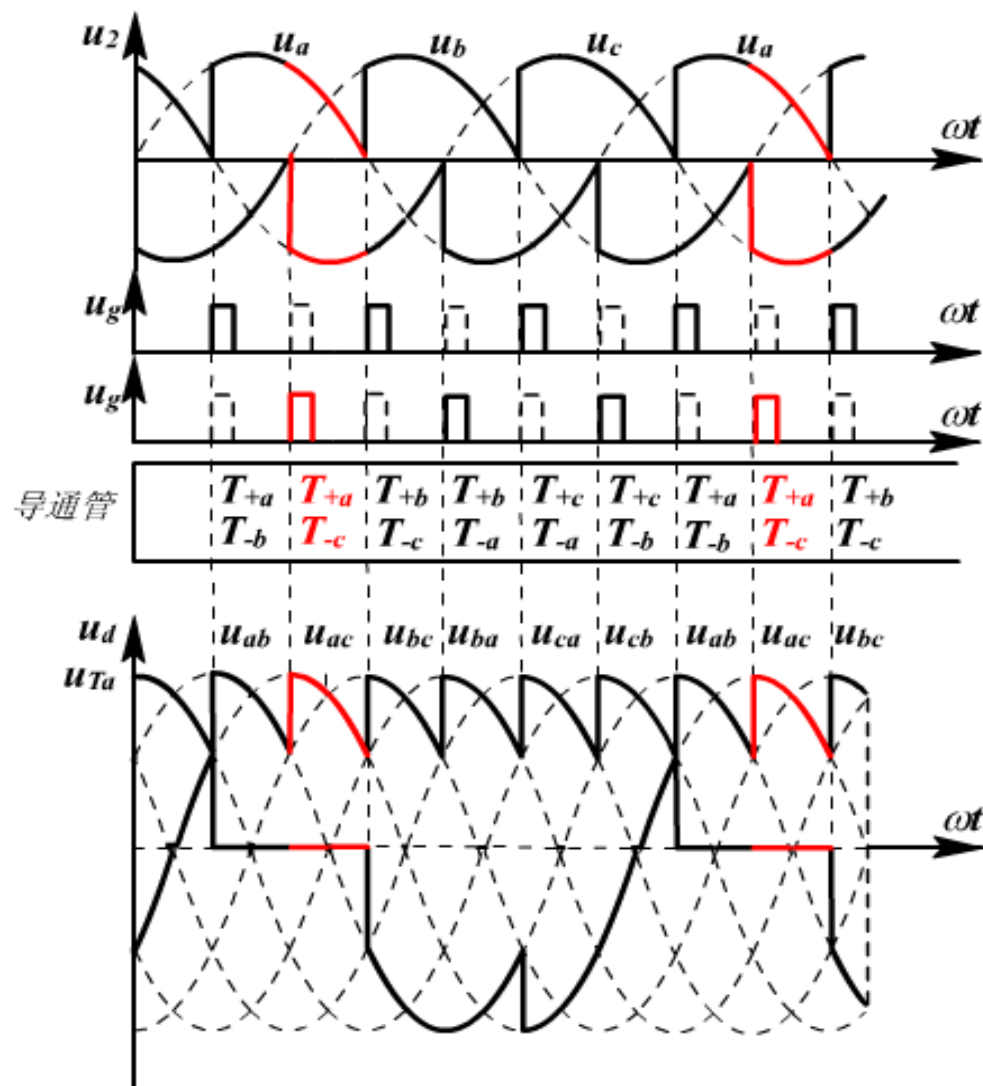 u2 ua ub uc ua ωt
ug ωt
ug ωt
导通管 T+a T+a T+b T+b T+c T+c T+a T+a T+b
T-b T-c T-c T-a T-a T-b T-b T-c T-c
ud uab uac ubc uba uca ucb uab uac ubc
uTa
ωt